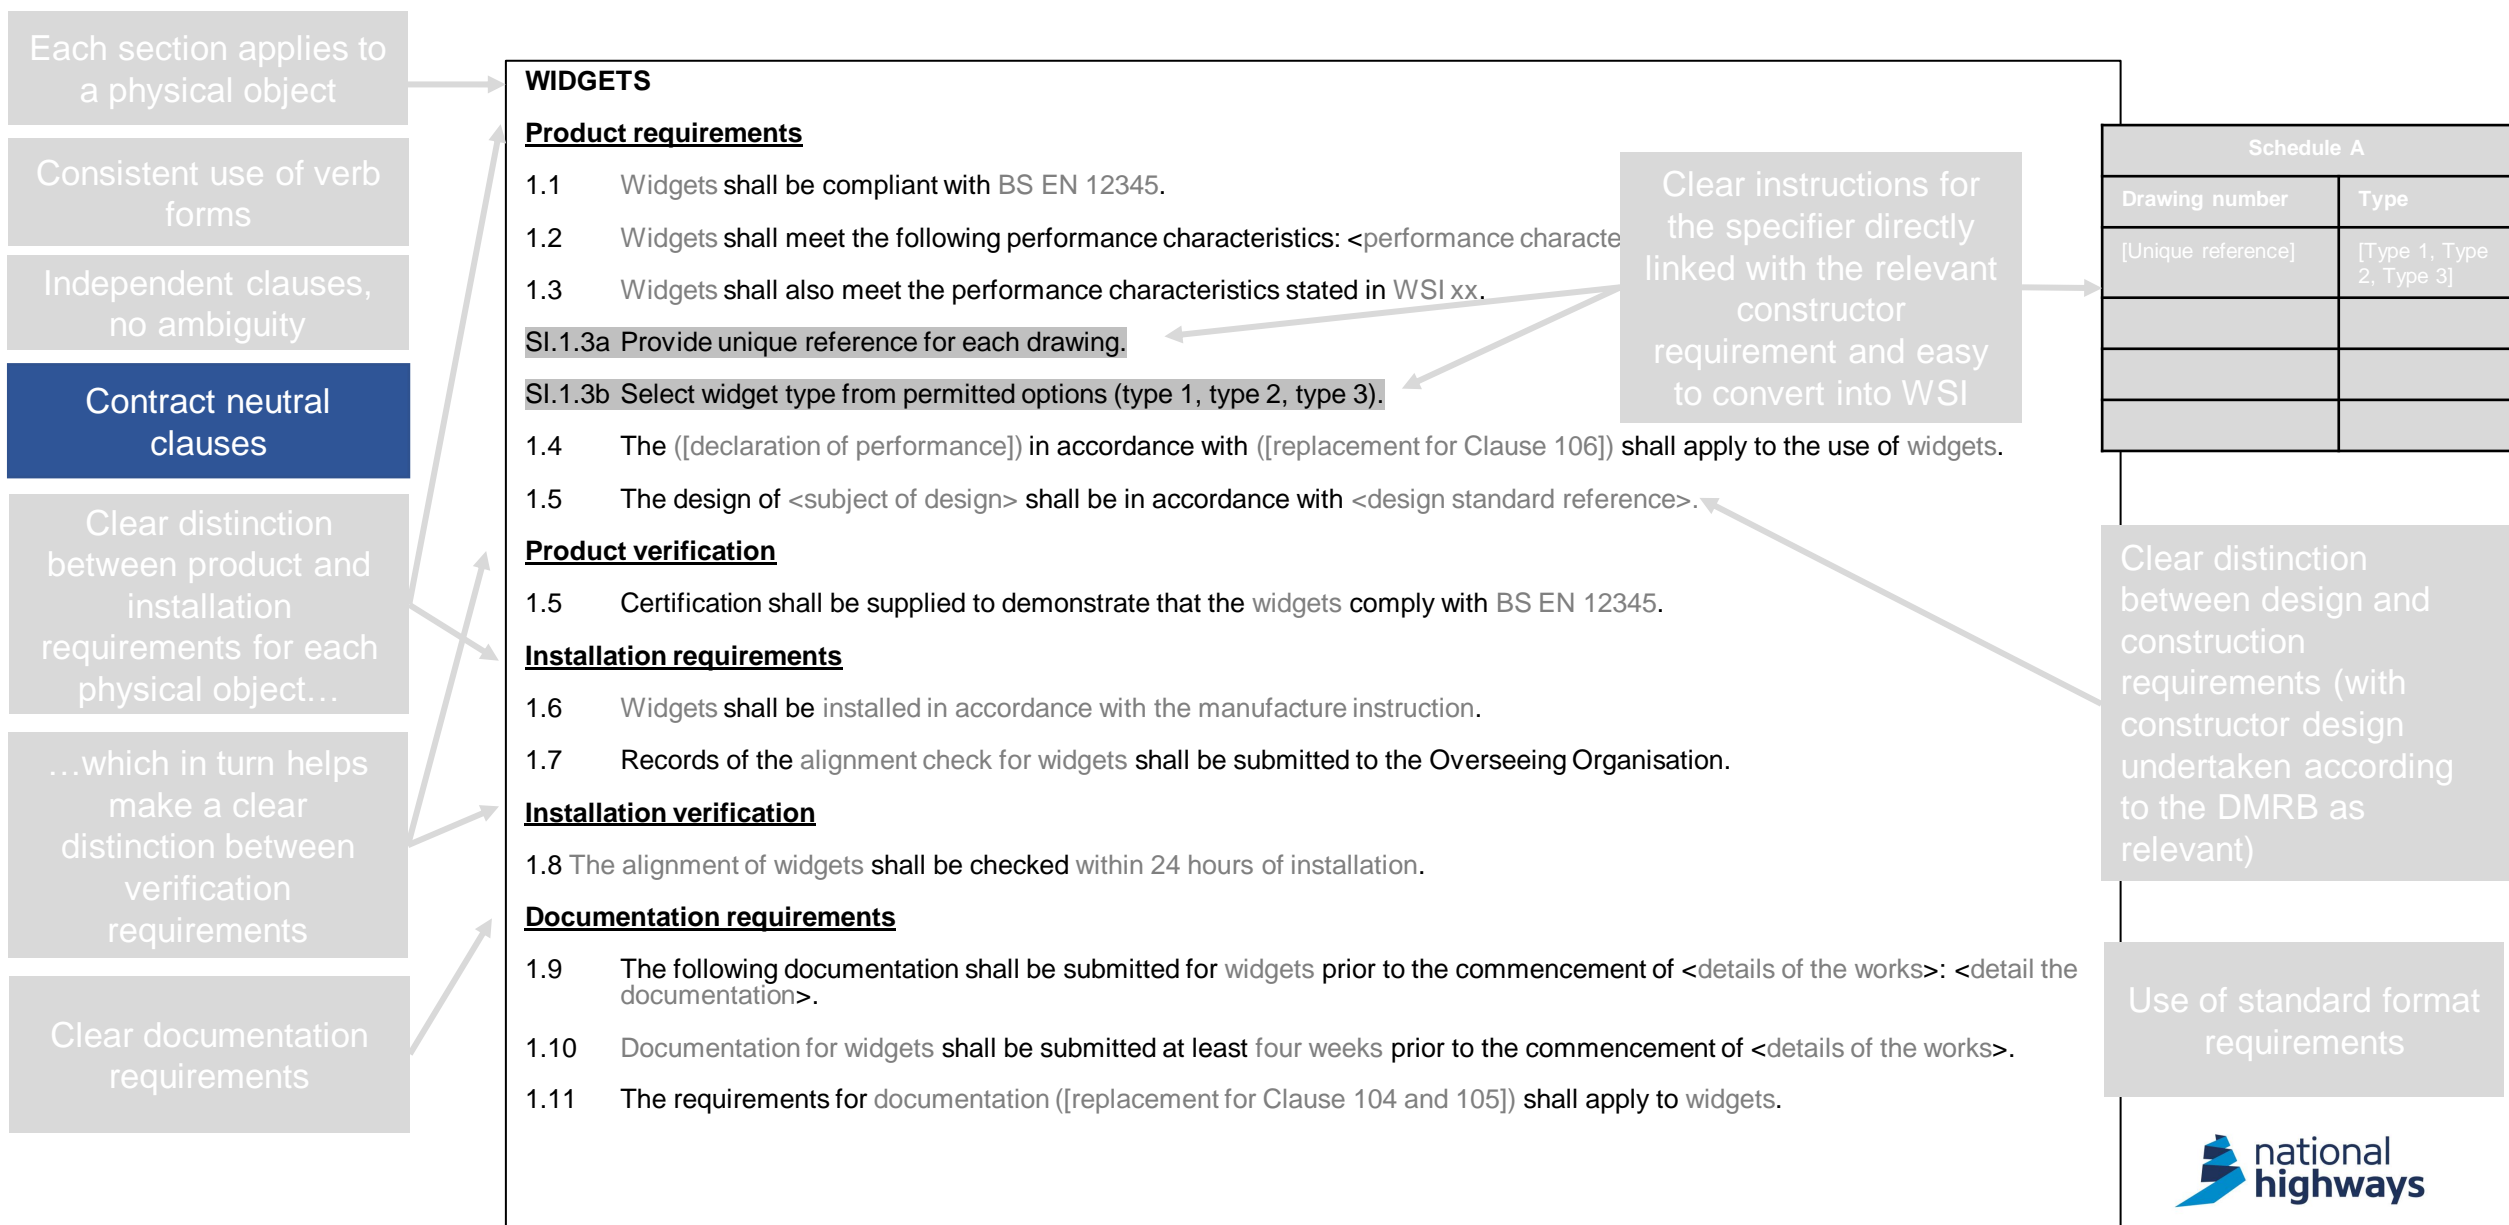 Each section applies to
a physical object
Consistent use of verb
forms
Independent clauses,
no ambiguity
Contract neutral
clauses
Clear distinction
between product and
installation
requirements for each
physical object…
…which in turn helps
make a clear
distinction between
verification
requirements
Clear documentation
requirements
WIDGETS
Product requirements
1.1 Widgets shall be compliant with BS EN 12345.
1.2 Widgets shall meet the following performance characteristics: <performance characte
1.3 Widgets shall also meet the performance characteristics stated in WSI xx.
SI.1.3a Provide unique reference for each drawing.
SI.1.3b Select widget type from permitted options (type 1, type 2, type 3).
1.4 The ([declaration of performance]) in accordance with ([replacement for Clause 106]) shall apply to the use of widgets.
1.5 The design of <subject of design> shall be in accordance with <design standard reference>.
Product verification
1.5 Certification shall be supplied to demonstrate that the widgets comply with BS EN 12345.
Installation requirements
1.6 Widgets shall be installed in accordance with the manufacture instruction.
1.7 Records of the alignment check for widgets shall be submitted to the Overseeing Organisation.
Installation verification
1.8 The alignment of widgets shall be checked within 24 hours of installation.
Documentation requirements
1.9 The following documentation shall be submitted for widgets prior to the commencement of <details of the works>: <detail the
documentation>.
1.10 Documentation for widgets shall be submitted at least four weeks prior to the commencement of <details of the works>.
1.11 The requirements for documentation ([replacement for Clause 104 and 105]) shall apply to widgets.
Clear instructions for
the specifier directly
linked with the relevant
constructor
requirement and easy
to convert into WSI
Schedule A
Drawing number Type
[Unique reference] [Type 1, Type
2, Type 3]
Clear distinction
between design and
construction
requirements (with
constructor design
undertaken according
to the DMRB as
relevant)
Use of standard format
requirements
national
highways